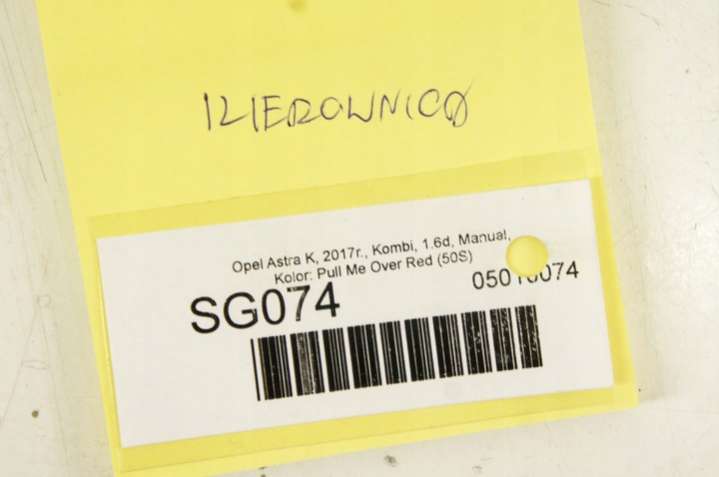 KIEROWNICA
Opel Astra K, 2017r., Kombi, 1.6d, Manual,
Kolor: Pull Me Over Red (50S)
SG074